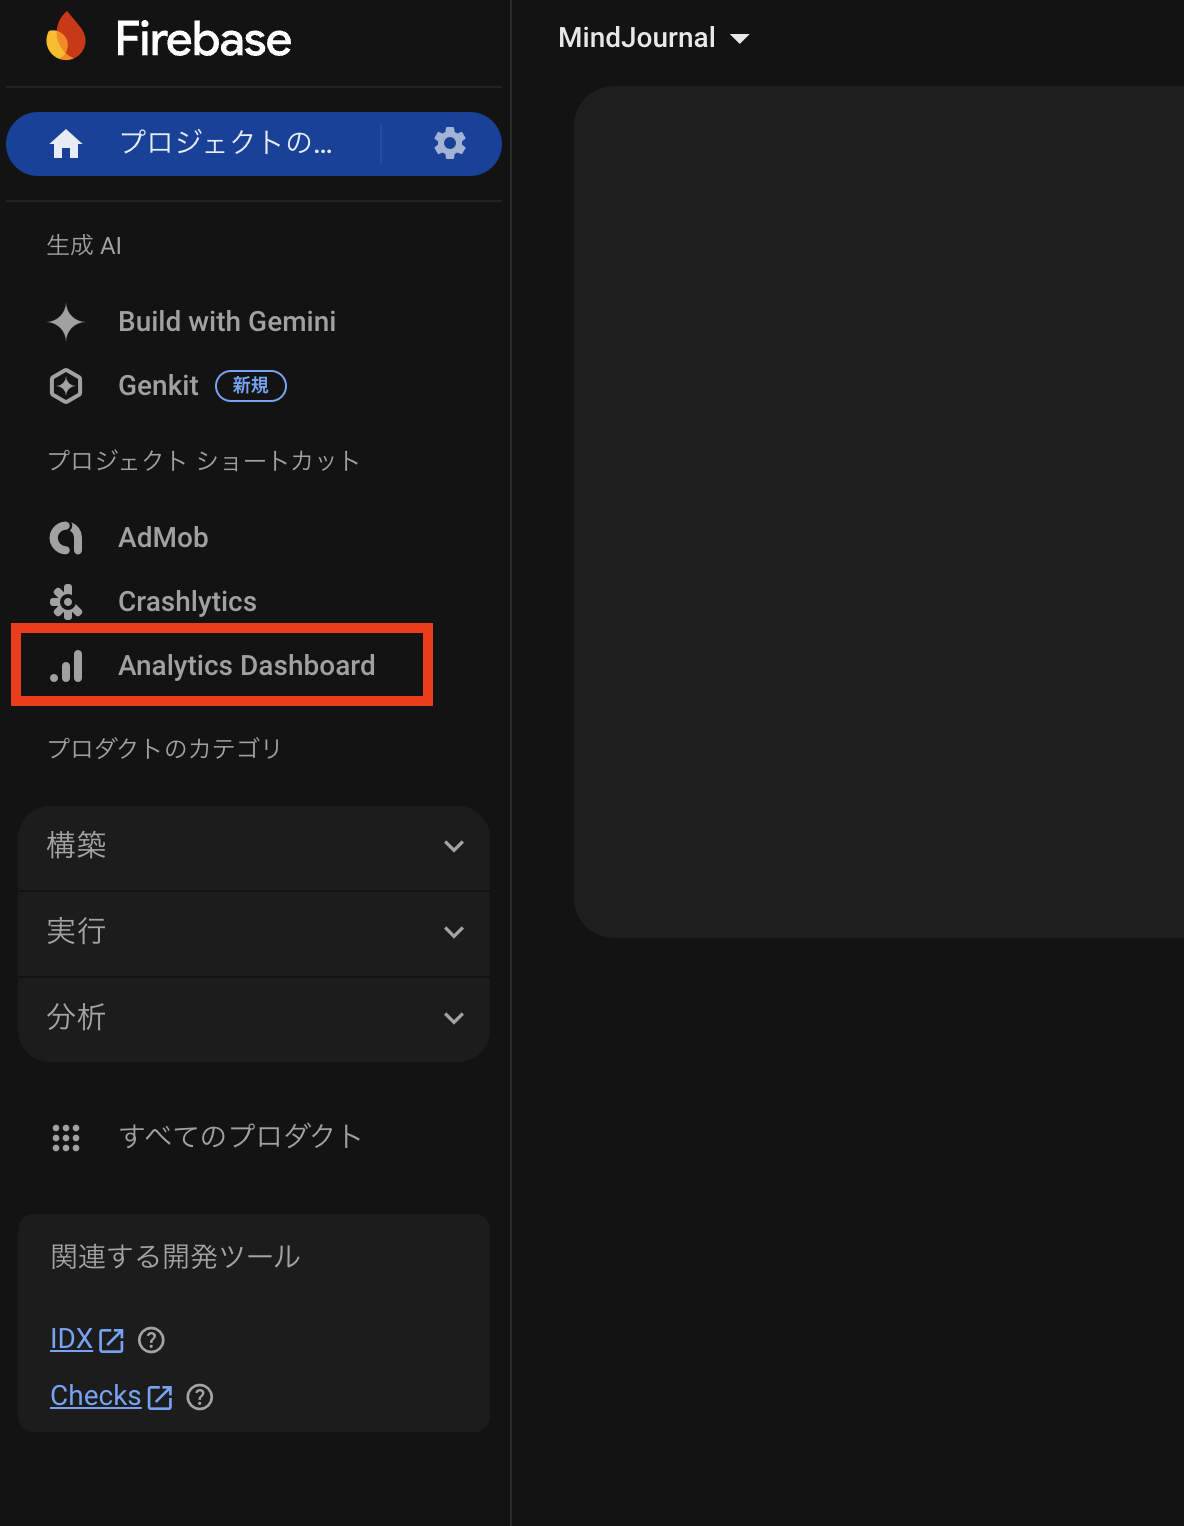 Firebase
MindJournal
プロジェクトの...
生成 AI
Build with Gemini
Genkit 新規
プロジェクト ショートカット
AdMob
Crashlytics
Analytics Dashboard
プロダクトのカテゴリ
構築
実行
分析
すべてのプロダクト
関連する開発ツール
IDX
Checks